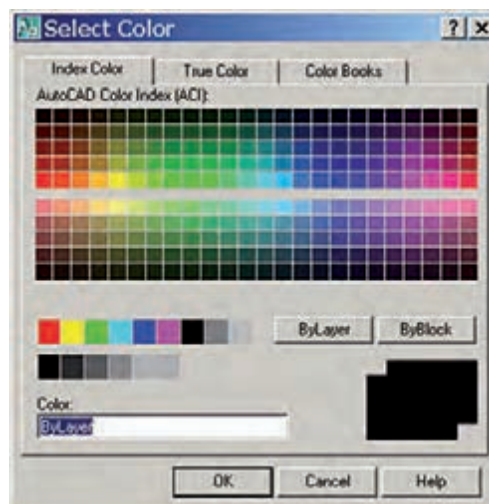 Select Color
Index Color True Color Color Books
AutoCAD Color Index (ACI):
ByLayer ByBlock
Color:
ByLayer
OK Cancel Help